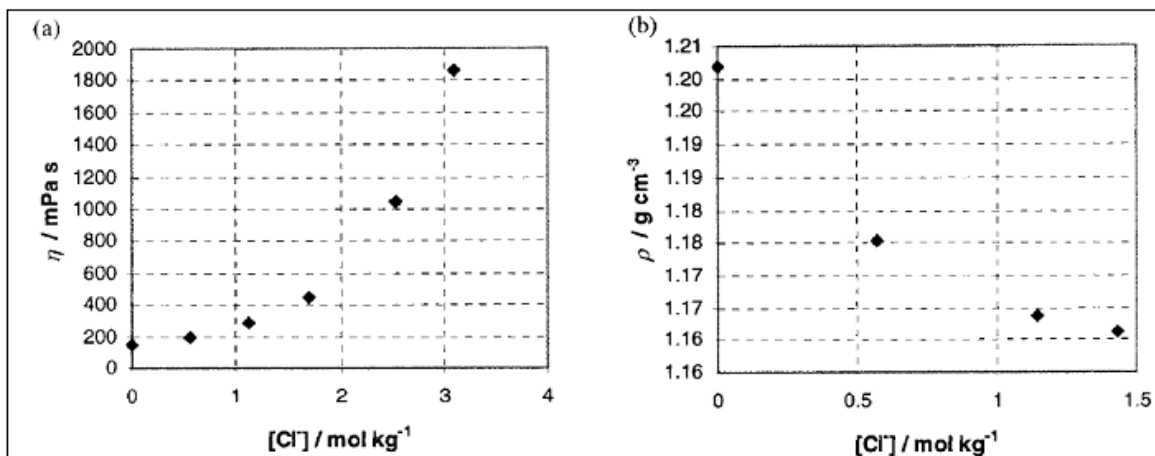 (a)
2000
1800
1600
1400
1200
1000
800
600
400
200
0
η / mPa s
0 1 2 3 4
[Cl⁻] / mol kg⁻¹
(b)
1.21
1.20
1.20
1.19
1.19
1.18
1.18
1.17
1.17
1.16
1.16
ρ / g cm⁻³
0 0.5 1 1.5
[Cl⁻] / mol kg⁻¹